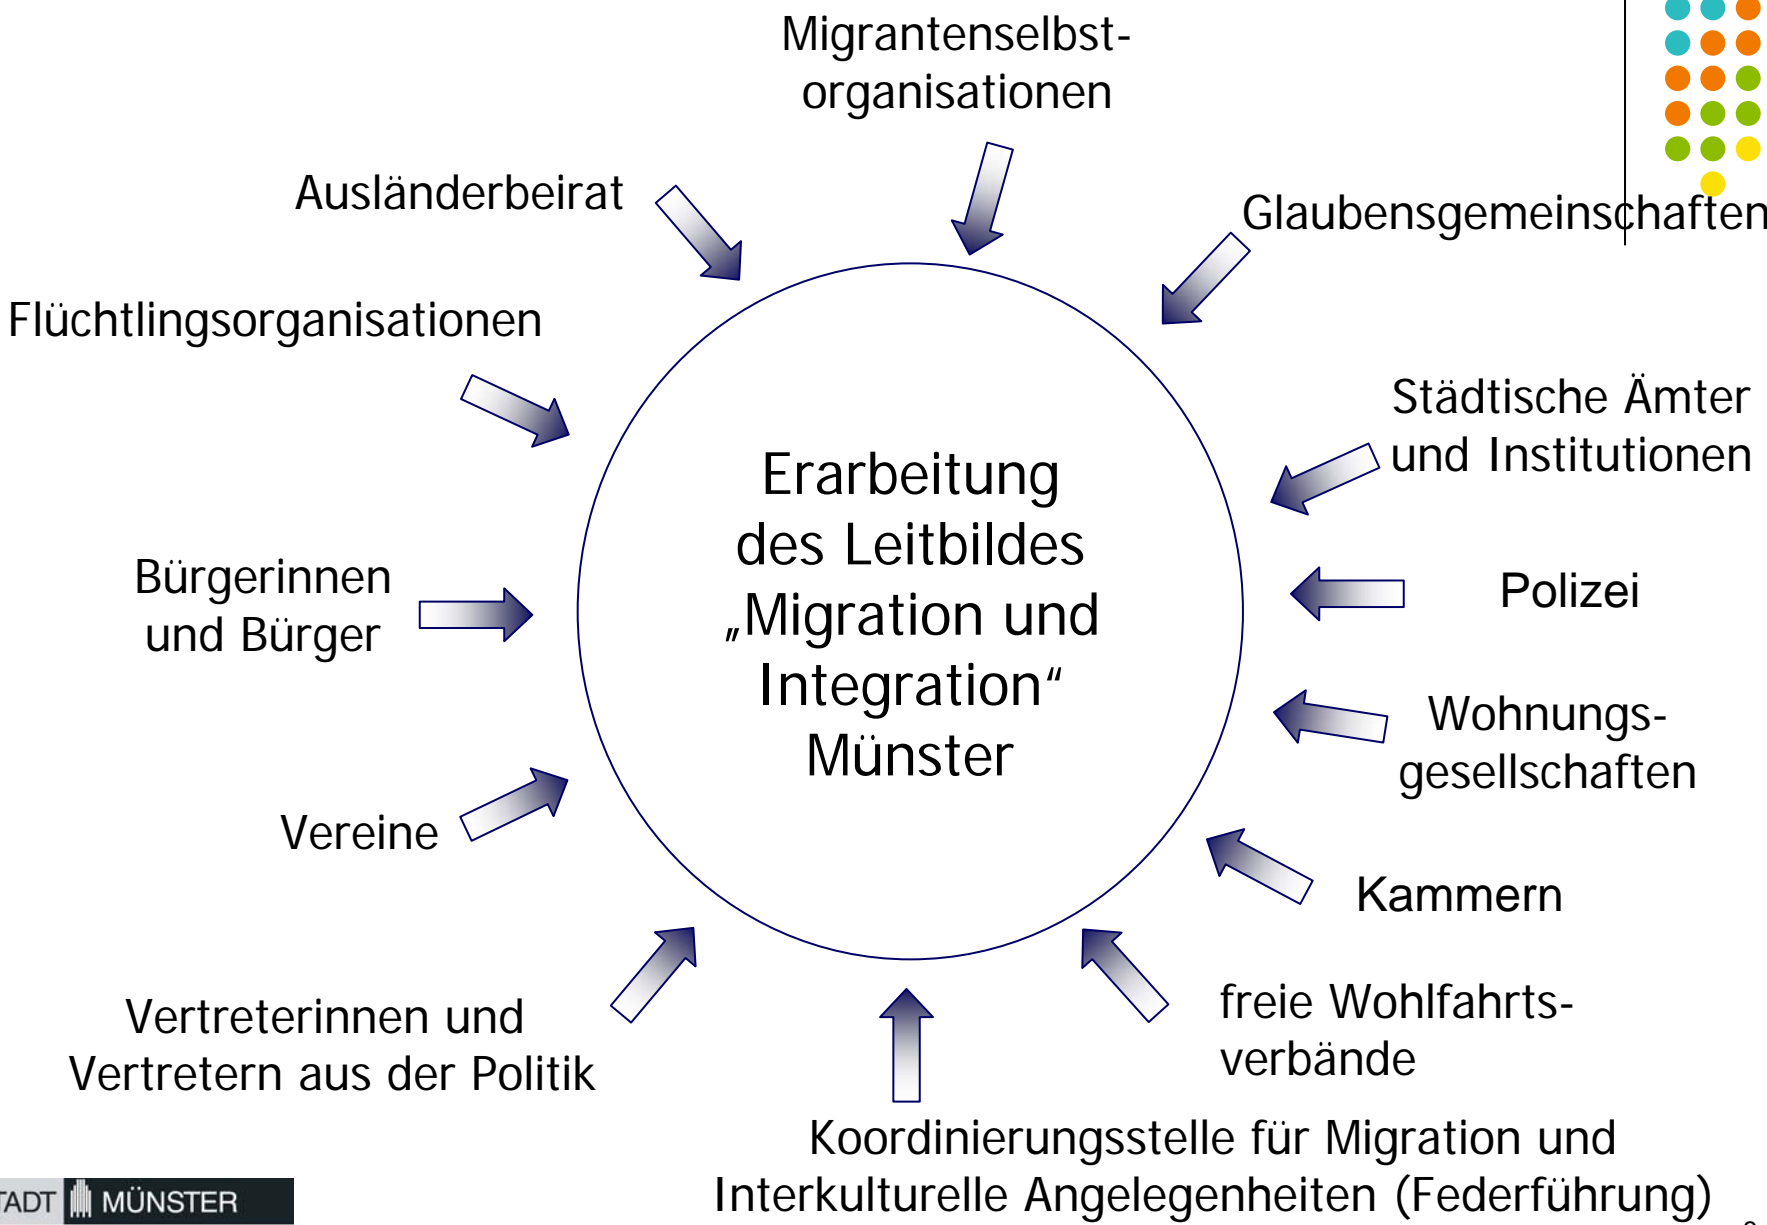 Migrantenselbst-
organisationen
Ausländerbeirat
Glaubensgemeinschaften
Flüchtlingsorganisationen
Städtische Ämter
und Institutionen
Erarbeitung
des Leitbildes
„Migration und
Integration“
Münster
Bürgerinnen
und Bürger
Polizei
Wohnungs-
gesellschaften
Vereine
Kammern
Vertreterinnen und
Vertretern aus der Politik
freie Wohlfahrts-
verbände
Koordinierungsstelle für Migration und
Interkulturelle Angelegenheiten (Federführung)
TADT MÜNSTER